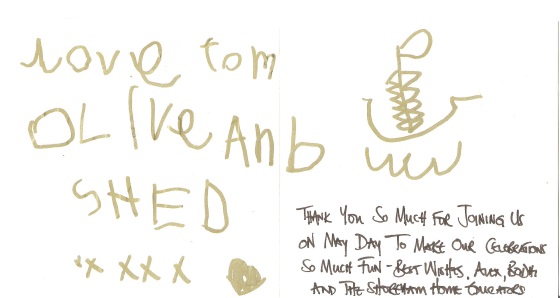 Love Tom
OLIve AnD
SHED
xx xxx
THANK YOU SO MUCH FOR JOINING US
ON MAY DAY TO MAKE OUR CELEBRATIONS
SO MUCH FUN - BEST WISHES, ALEX, BODHI
AND THE SHOREHAM HOME EDUCATORS